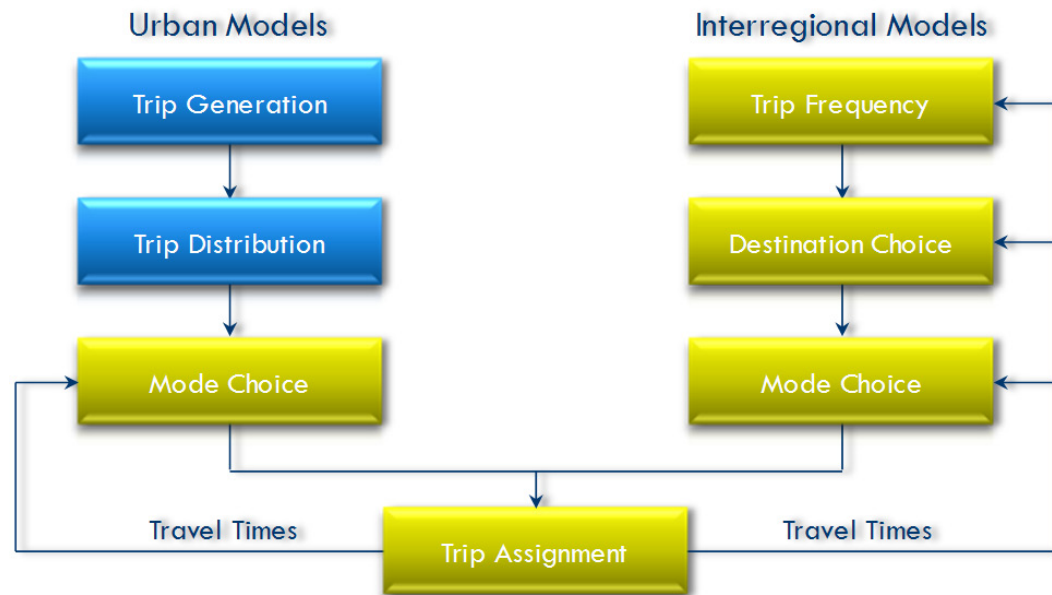 Urban Models
Interregional Models
Trip Generation
Trip Frequency
Trip Distribution
Destination Choice
Mode Choice
Mode Choice
Travel Times
Trip Assignment
Travel Times